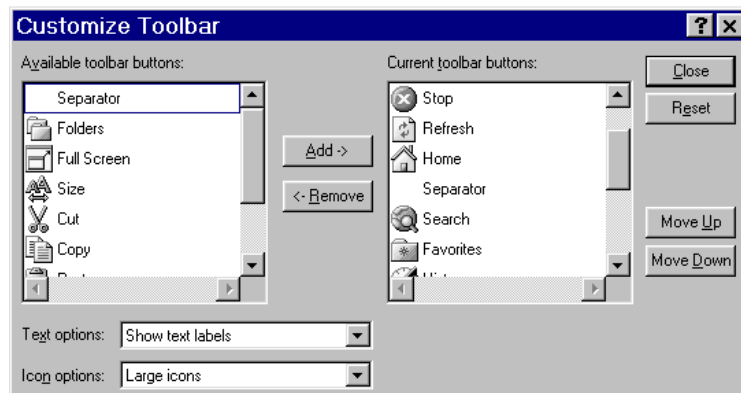 Customize Toolbar
Available toolbar buttons:
Separator
Folders
Full Screen
Size
Cut
Copy
Add ->
<- Remove
Current toolbar buttons:
Stop
Refresh
Home
Separator
Search
Favorites
Close
Reset
Move Up
Move Down
Text options: Show text labels
Icon options: Large icons